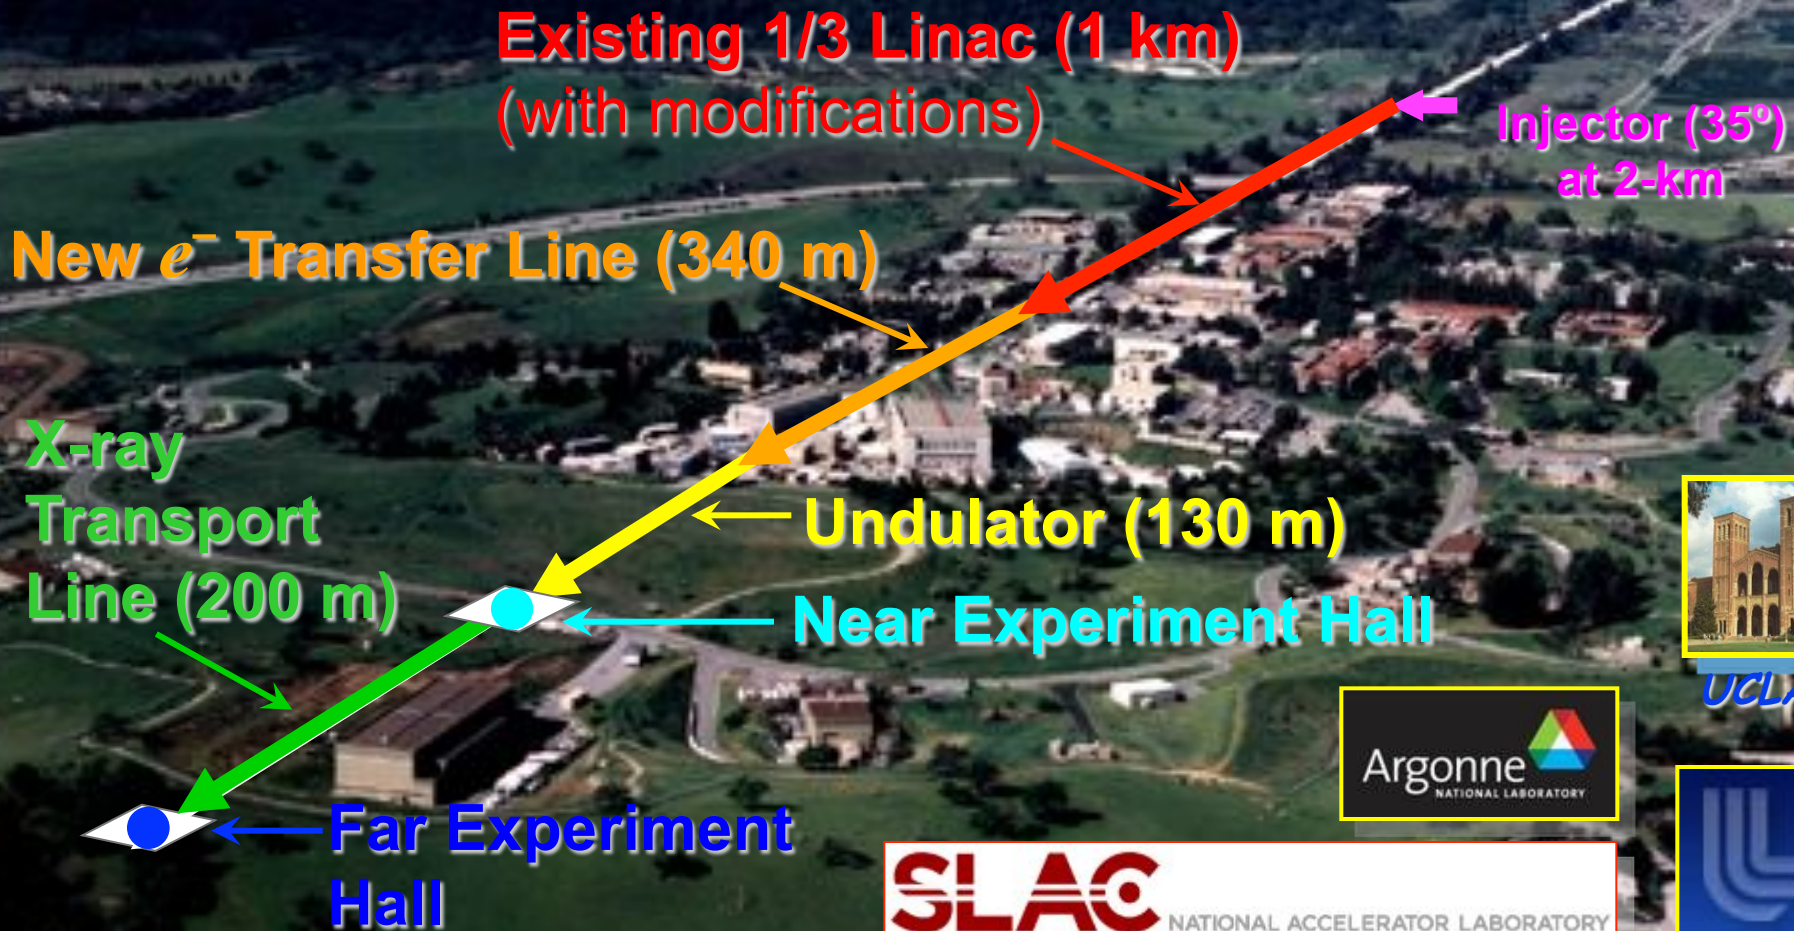 Existing 1/3 Linac (1 km)
(with modifications)
Injector (35º)
at 2-km
New e⁻ Transfer Line (340 m)
X-ray
Transport
Line (200 m)
Undulator (130 m)
Near Experiment Hall
UCLA
Argonne
NATIONAL LABORATORY
Far Experiment
Hall
SLAC
NATIONAL ACCELERATOR LABORATORY